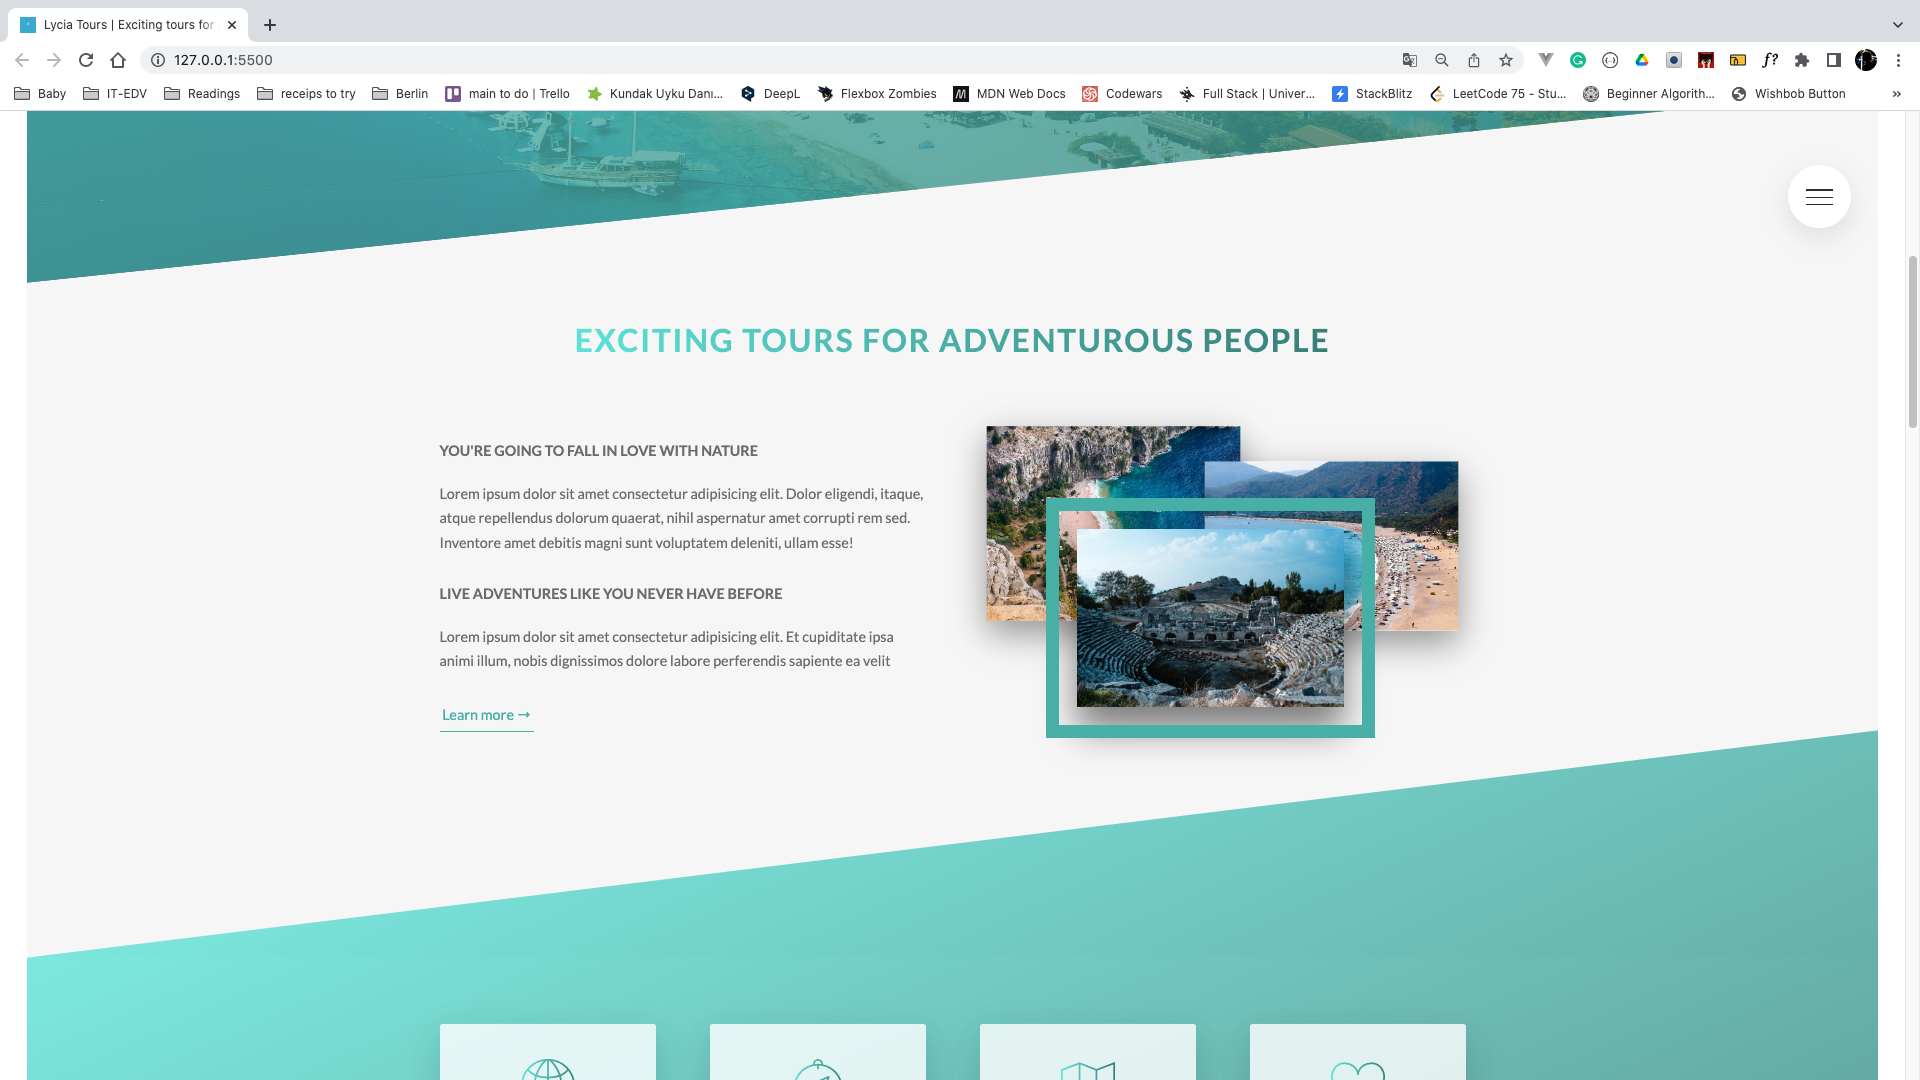 Lycia Tours | Exciting tours for
127.0.0.1:5500
Baby IT-EDV Readings receips to try Berlin main to do | Trello Kundak Uyku Danı... DeepL Flexbox Zombies MDN Web Docs Codewars Full Stack | Univer... StackBlitz LeetCode 75 - Stu... Beginner Algorith... Wishbob Button »
EXCITING TOURS FOR ADVENTUROUS PEOPLE
YOU'RE GOING TO FALL IN LOVE WITH NATURE
Lorem ipsum dolor sit amet consectetur adipisicing elit. Dolor eligendi, itaque,
atque repellendus dolorum quaerat, nihil aspernatur amet corrupti rem sed.
Inventore amet debitis magni sunt voluptatem deleniti, ullam esse!
LIVE ADVENTURES LIKE YOU NEVER HAVE BEFORE
Lorem ipsum dolor sit amet consectetur adipisicing elit. Et cupiditate ipsa
animi illum, nobis dignissimos dolore labore perferendis sapiente ea velit
Learn more →